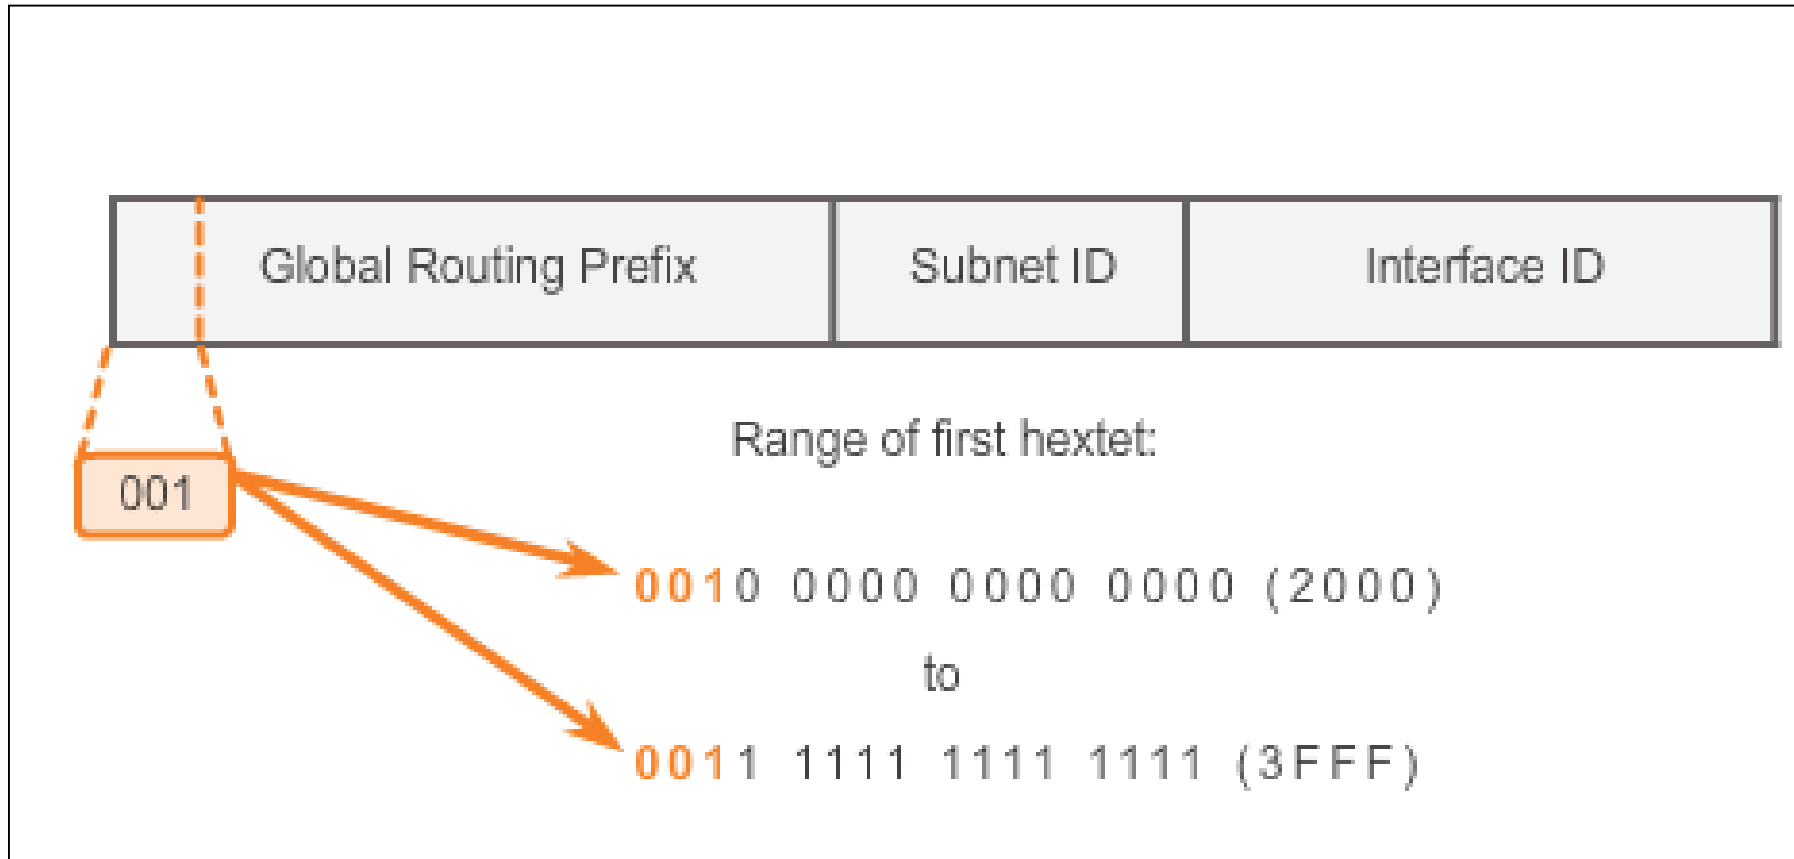 Global Routing Prefix Subnet ID Interface ID
Range of first hextet:
001
0010 0000 0000 0000 (2000)
to
0011 1111 1111 1111 (3FFF)